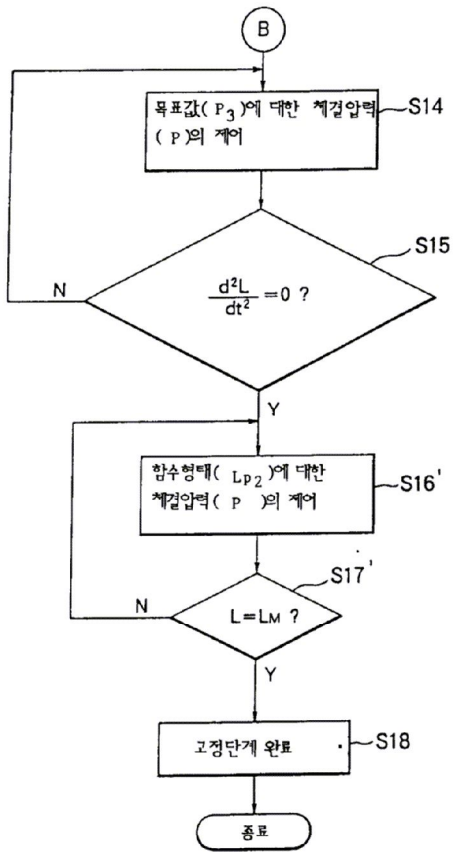 B
목표값(P3)에 대한 체결압력
(P)의 제어
S14
S15
d²L/dt² = 0 ?
N
Y
함수형태(LP2)에 대한
체결압력( P )의 제어
S16'
S17'
L=LM ?
N
Y
고정단계 완료
S18
종료